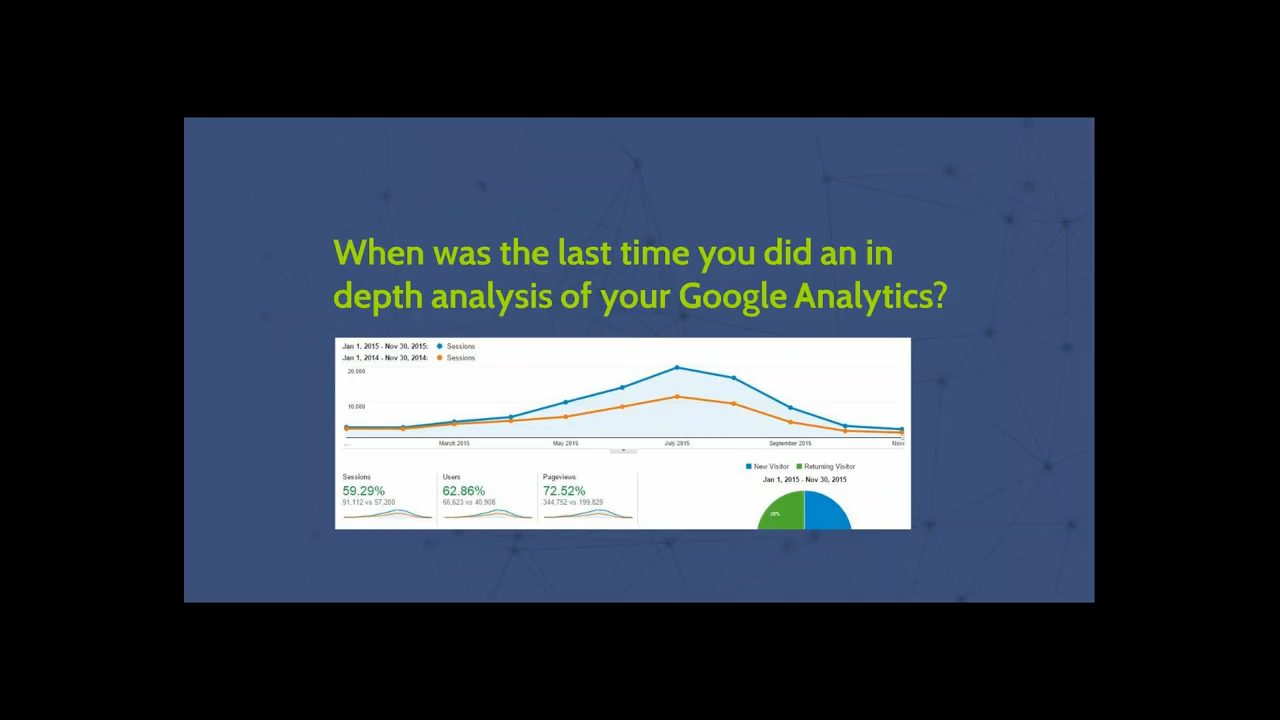 When was the last time you did an in
depth analysis of your Google Analytics?
Jan 1, 2015 - Nov 30, 2015: Sessions
Jan 1, 2014 - Nov 30, 2014: Sessions
20,000
10,000
...
March 2015 May 2015 July 2015 September 2015
New Visitor Returning Visitor
Jan 1, 2015 - Nov 30, 2015
Sessions Users Pageviews
59.29% 62.86% 72.52%
91,112 vs 57,200 66,623 vs 40,908 344,752 vs 199,829